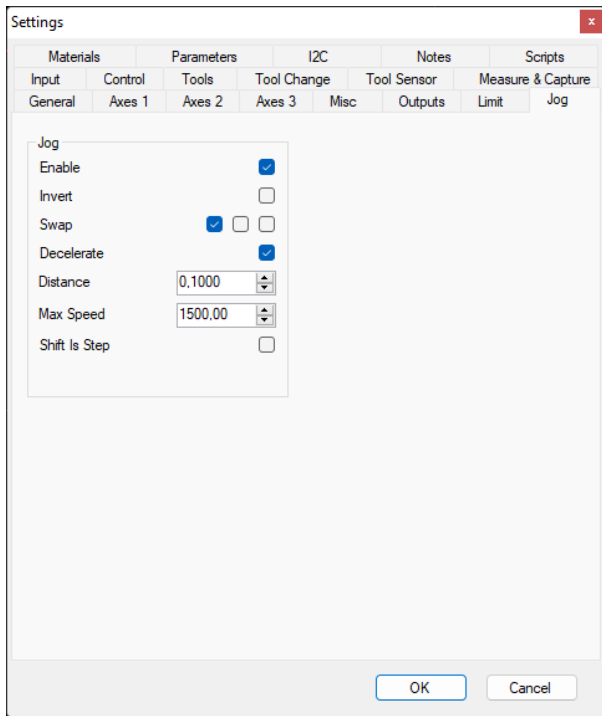 Settings
x
Materials Parameters I2C Notes Scripts
Input Control Tools Tool Change Tool Sensor Measure & Capture
General Axes 1 Axes 2 Axes 3 Misc Outputs Limit Jog
Jog
Enable
Invert
Swap
Decelerate
Distance 0,1000
Max Speed 1500,00
Shift Is Step
OK Cancel